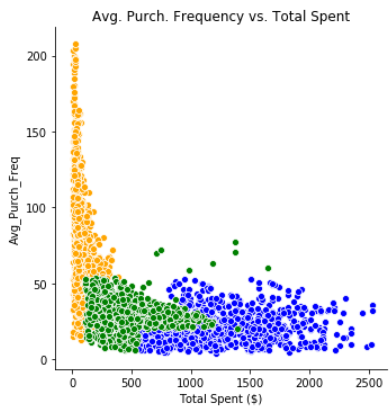 Avg. Purch. Frequency vs. Total Spent
200
150
100
50
0
Avg_Purch_Freq
0 500 1000 1500 2000 2500
Total Spent ($)